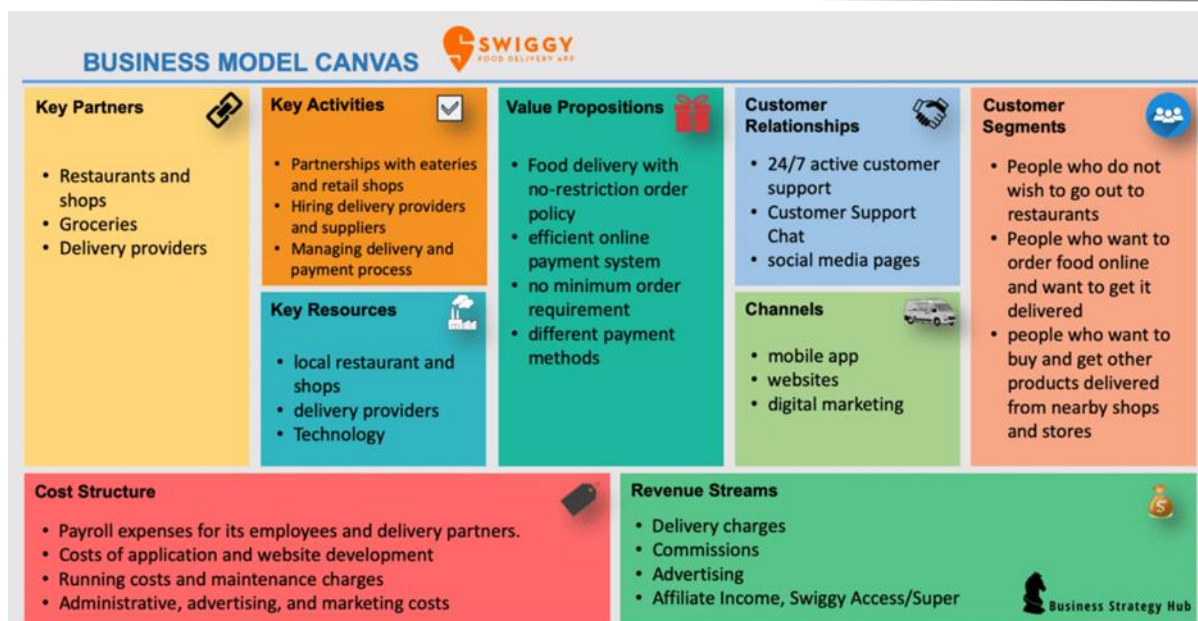 BUSINESS MODEL CANVAS
SWIGGY
FOOD DELIVERY APP
Key Partners
• Restaurants and
shops
• Groceries
• Delivery providers
Key Activities
• Partnerships with eateries
and retail shops
• Hiring delivery providers
and suppliers
• Managing delivery and
payment process
Key Resources
• local restaurant and
shops
• delivery providers
• Technology
Value Propositions
• Food delivery with
no-restriction order
policy
• efficient online
payment system
• no minimum order
requirement
• different payment
methods
Customer
Relationships
• 24/7 active customer
support
• Customer Support
Chat
• social media pages
Channels
• mobile app
• websites
• digital marketing
Customer
Segments
• People who do not
wish to go out to
restaurants
• People who want to
order food online
and want to get it
delivered
• people who want to
buy and get other
products delivered
from nearby shops
and stores
Cost Structure
• Payroll expenses for its employees and delivery partners.
• Costs of application and website development
• Running costs and maintenance charges
• Administrative, advertising, and marketing costs
Revenue Streams
• Delivery charges
• Commissions
• Advertising
• Affiliate Income, Swiggy Access/Super
$
Business Strategy Hub